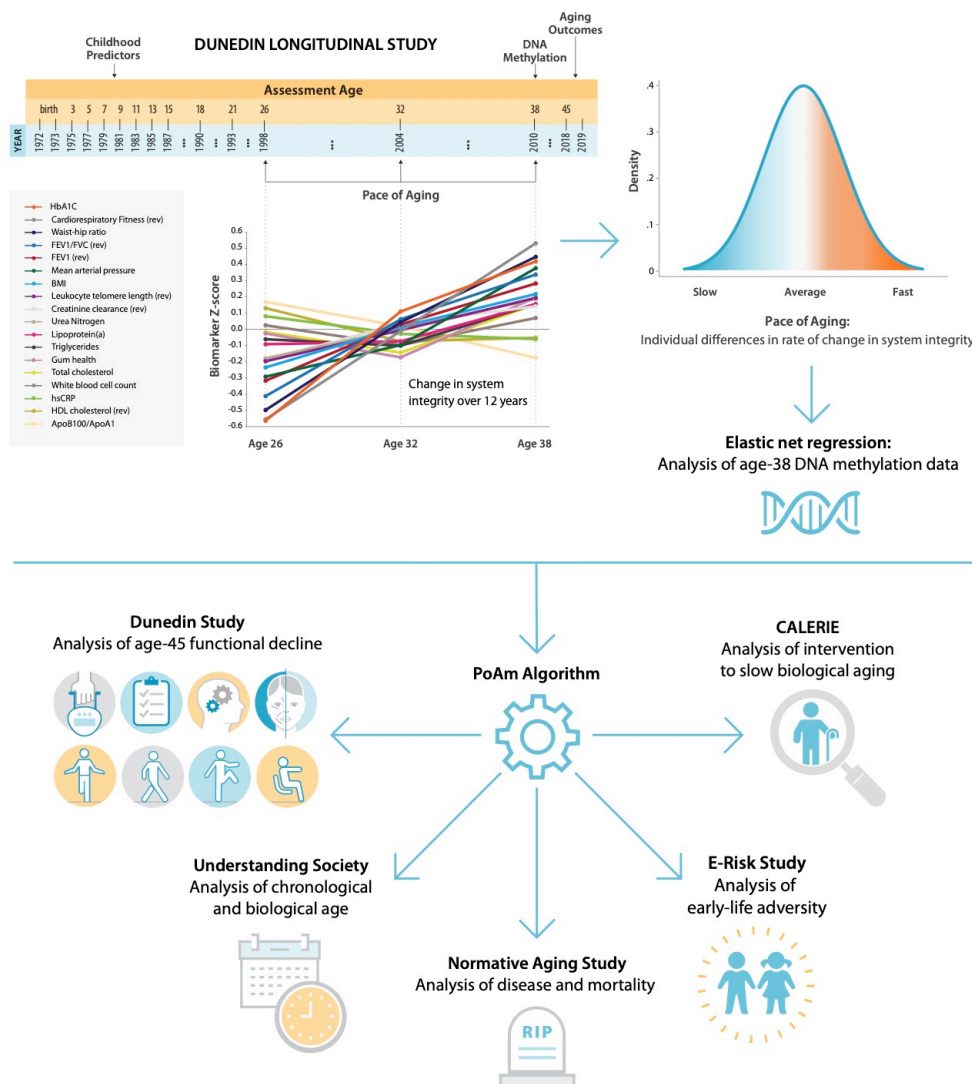 Aging
Outcomes
Childhood
Predictors
DUNEDIN LONGITUDINAL STUDY
DNA
Methylation
Assessment Age
birth 3 5 7 9 11 13 15 18 21 26 32 38 45
YEAR
1972 1973 1975 1977 1979 1981 1983 1985 1987 ... 1990 ... 1993 ... 1998 ... 2004 ... 2010 ... 2018 2019
Pace of Aging
HbA1C
Cardiorespiratory Fitness (rev)
Waist-hip ratio
FEV1/FVC (rev)
FEV1 (rev)
Mean arterial pressure
BMI
Leukocyte telomere length (rev)
Creatinine clearance (rev)
Urea Nitrogen
Lipoprotein(a)
Triglycerides
Gum health
Total cholesterol
White blood cell count
hsCRP
HDL cholesterol (rev)
ApoB100/ApoA1
Biomarker Z-score
0.6
0.5
0.4
0.3
0.2
0.1
0.0
-0.1
-0.2
-0.3
-0.4
-0.5
-0.6
Change in system
integrity over 12 years
Age 26 Age 32 Age 38
Density
.4
.3
.2
.1
0
Slow Average Fast
Pace of Aging:
Individual differences in rate of change in system integrity
Elastic net regression:
Analysis of age-38 DNA methylation data
Dunedin Study
Analysis of age-45 functional decline
PoAm Algorithm
CALERIE
Analysis of intervention
to slow biological aging
Understanding Society
Analysis of chronological
and biological age
Normative Aging Study
Analysis of disease and mortality
RIP
E-Risk Study
Analysis of
early-life adversity